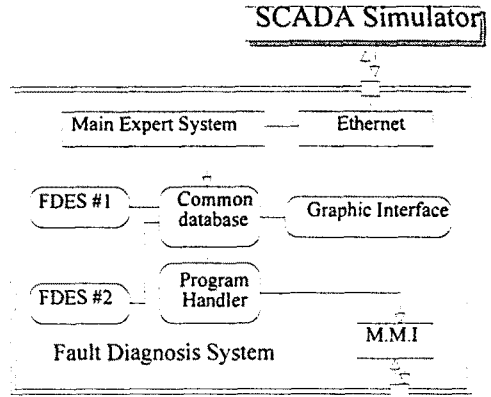 SCADA Simulator
Main Expert System
Ethernet
FDES #1
Common
database
Graphic Interface
FDES #2
Program
Handler
M.M.I
Fault Diagnosis System